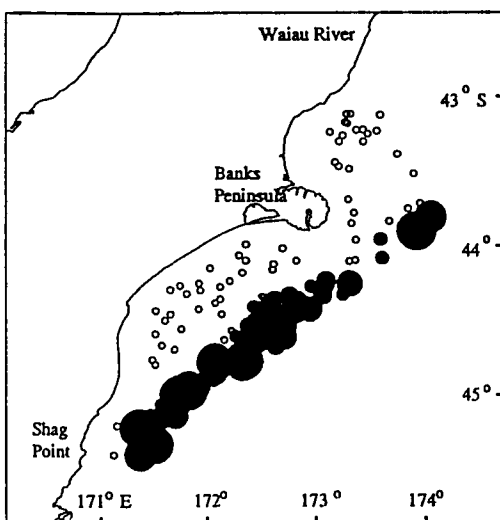 Waiau River
43° S
Banks
Peninsula
44°
45°
Shag
Point
171° E
172°
173°
174°